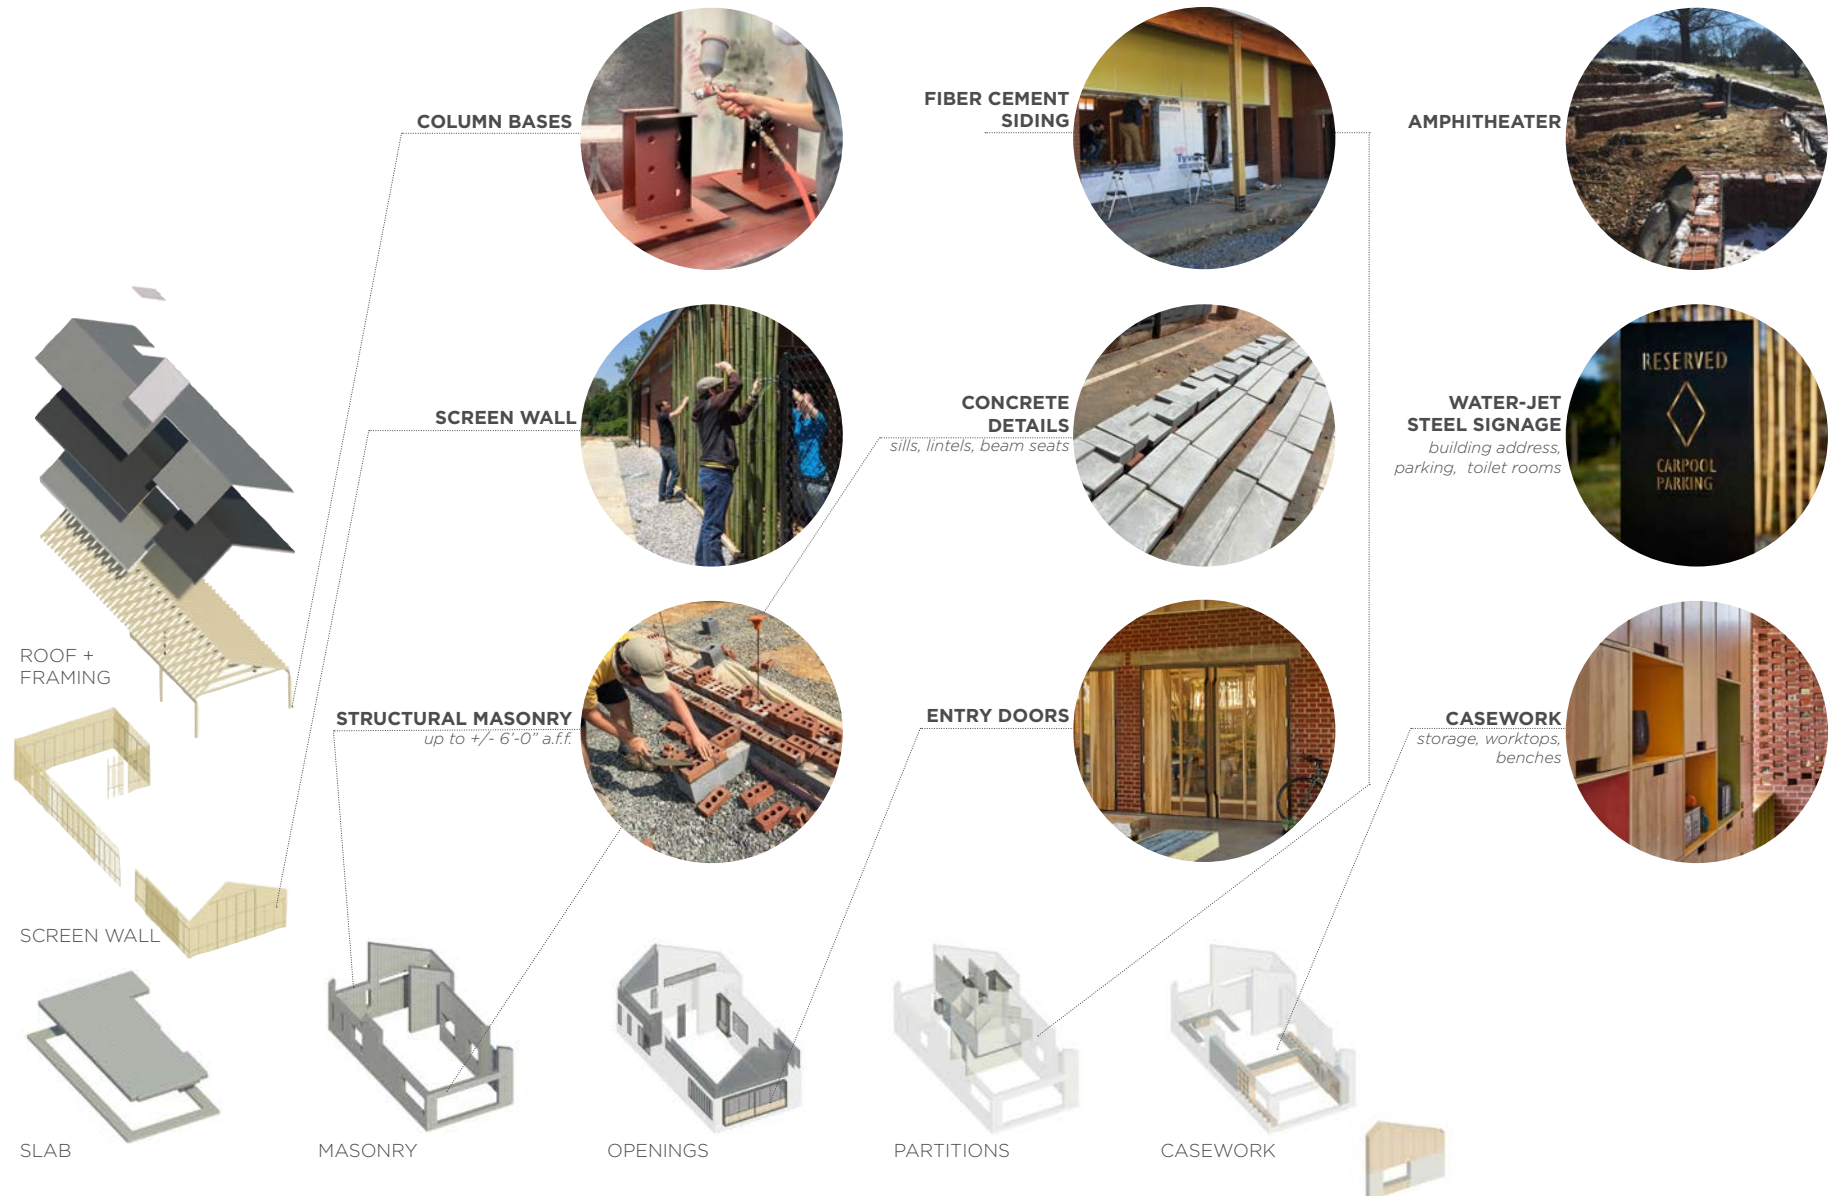 COLUMN BASES
FIBER CEMENT
SIDING
AMPHITHEATER
SCREEN WALL
CONCRETE
DETAILS
sills, lintels, beam seats
WATER-JET
STEEL SIGNAGE
building address,
parking, toilet rooms
RESERVED
CARPOOL
PARKING
ROOF +
FRAMING
STRUCTURAL MASONRY
up to +/- 6'-0" a.f.f.
ENTRY DOORS
CASEWORK
storage, worktops,
benches
SCREEN WALL
SLAB
MASONRY
OPENINGS
PARTITIONS
CASEWORK